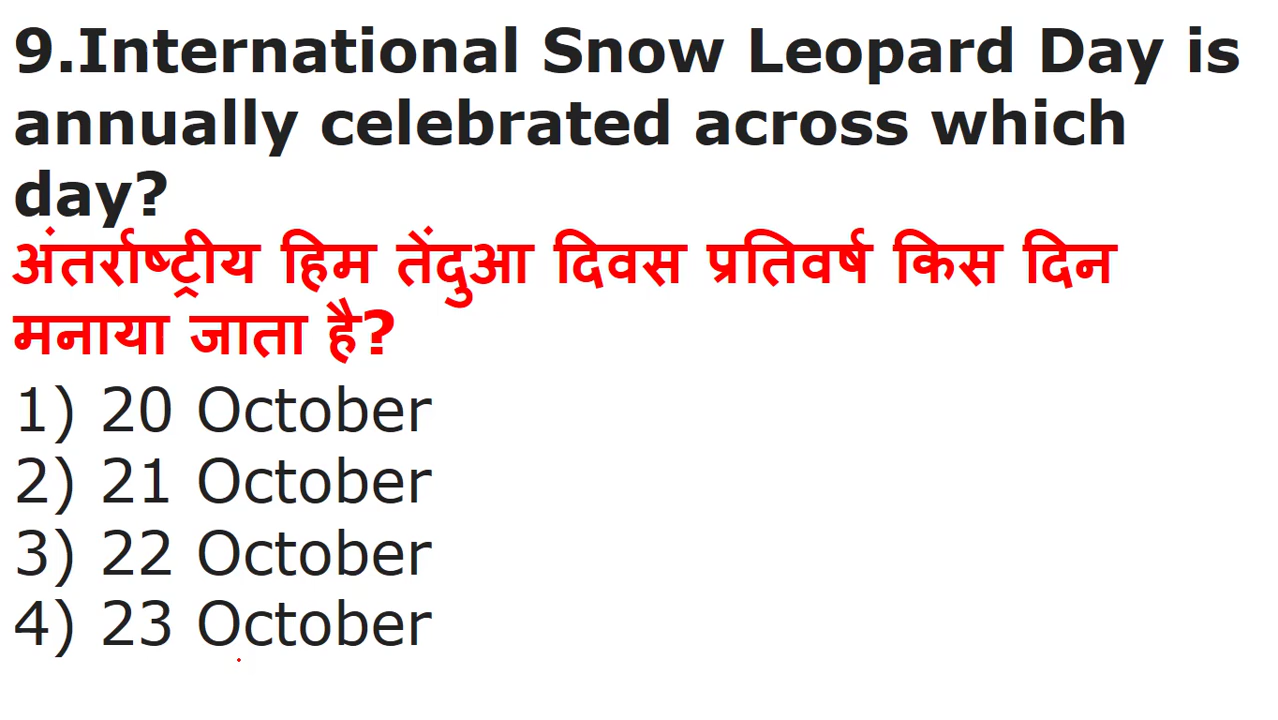 9.International Snow Leopard Day is
annually celebrated across which
day?
अंतर्राष्ट्रीय हिम तेंदुआ दिवस प्रतिवर्ष किस दिन
मनाया जाता है?
1) 20 October
2) 21 October
3) 22 October
4) 23 October